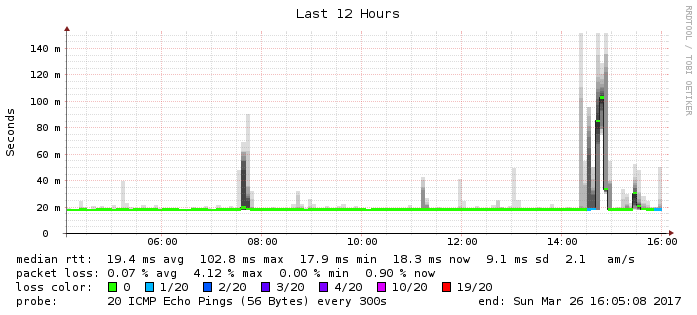 Last 12 Hours
RRDTOOL / TOBI OETIKER
Seconds
140 m
120 m
100 m
80 m
60 m
40 m
20 m
0
06:00 08:00 10:00 12:00 14:00 16:00
median rtt: 19.4 ms avg 102.8 ms max 17.9 ms min 18.3 ms now 9.1 ms sd 2.1 am/s
packet loss: 0.07 % avg 4.12 % max 0.00 % min 0.90 % now
loss color: 0 1/20 2/20 3/20 4/20 10/20 19/20
probe: 20 ICMP Echo Pings (56 Bytes) every 300s end: Sun Mar 26 16:05:08 2017